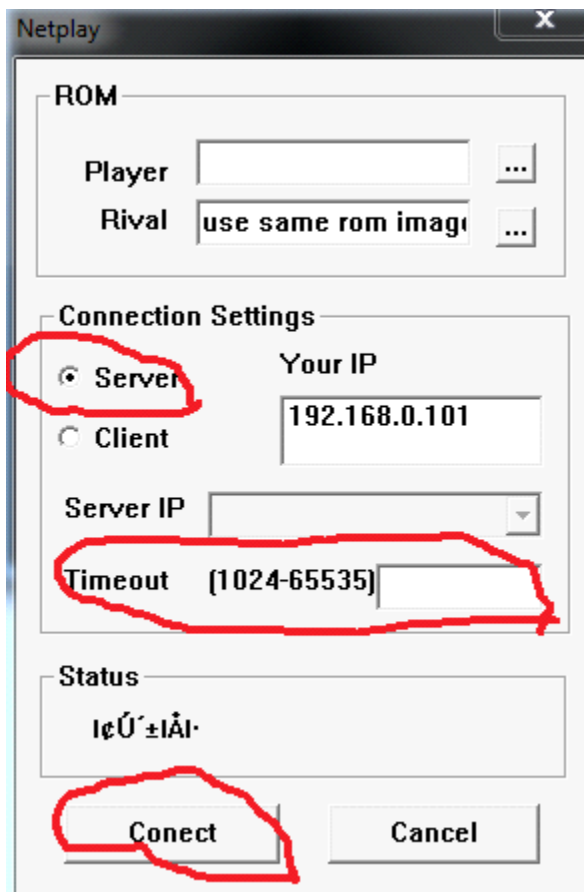 Netplay
X
ROM
Player
...
Rival use same rom imag
...
Connection Settings
Server
Your IP
192.168.0.101
Client
Server IP
Timeout (1024-65535)
Status
Conect
Cancel